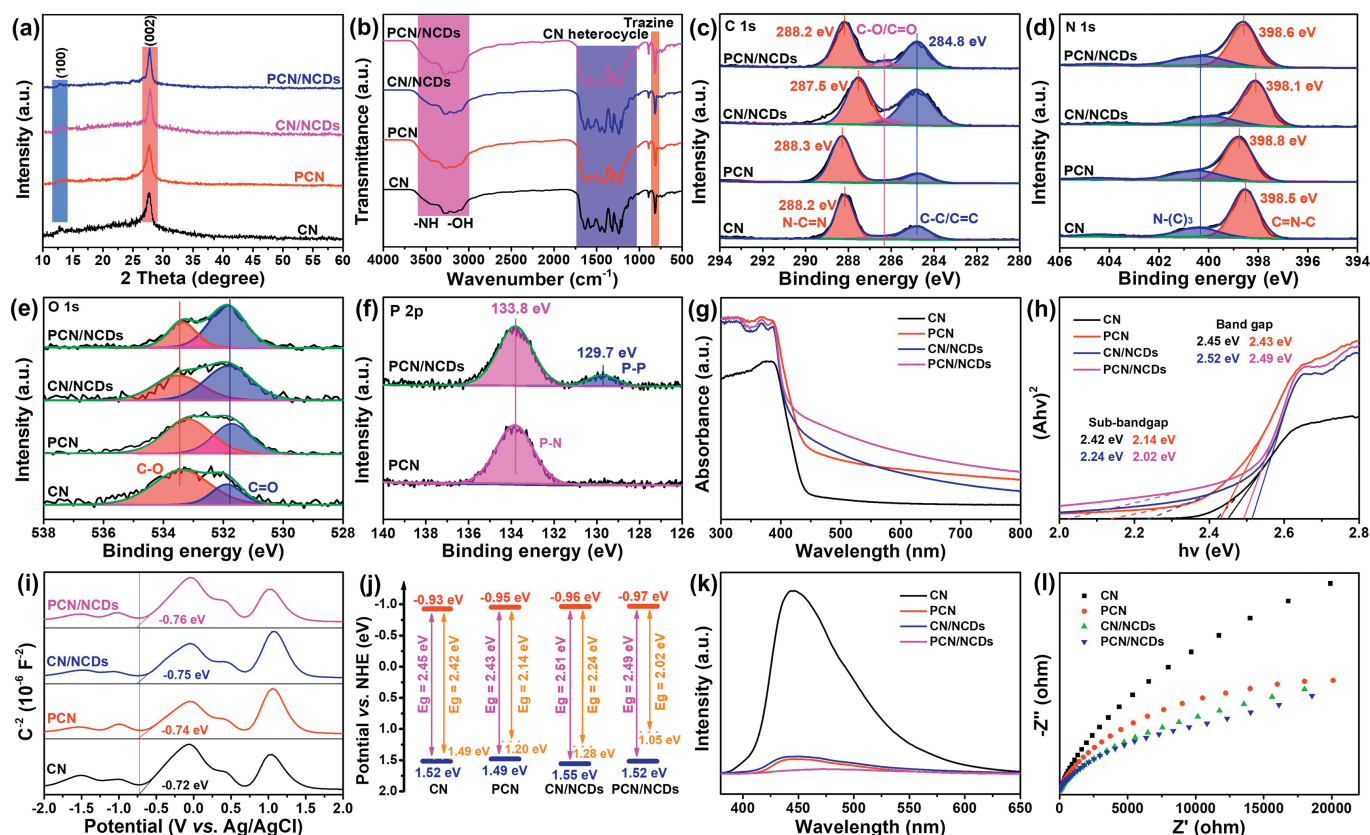 (a)
(100)
(002)
PCN/NCDs
CN/NCDs
PCN
CN
Intensity (a.u.)
10 15 20 25 30 35 40 45 50 55 60
2 Theta (degree)
(b)
Trazine
CN heterocycle
PCN/NCDs
CN/NCDs
PCN
CN
-NH -OH
Transmittance (a.u.)
4000 3500 3000 2500 2000 1500 1000 500
Wavenumber (cm⁻¹)
(c) C 1s
C-O/C=O
288.2 eV
284.8 eV
PCN/NCDs
287.5 eV
CN/NCDs
288.3 eV
PCN
288.2 eV
N-C=N
C-C/C=C
CN
Intensity (a.u.)
294 292 290 288 286 284 282 280
Binding energy (eV)
(d) N 1s
398.6 eV
PCN/NCDs
398.1 eV
CN/NCDs
398.8 eV
PCN
398.5 eV
N-(C)₃
C=N-C
CN
Intensity (a.u.)
406 404 402 400 398 396 394
Binding energy (eV)
(e) O 1s
PCN/NCDs
CN/NCDs
PCN
C-O
C=O
CN
Intensity (a.u.)
538 536 534 532 530 528
Binding energy (eV)
(f) P 2p
133.8 eV
129.7 eV
P-P
PCN/NCDs
P-N
PCN
Intensity (a.u.)
140 138 136 134 132 130 128 126
Binding energy (eV)
(g)
CN
PCN
CN/NCDs
PCN/NCDs
Absorbance (a.u.)
300 400 500 600 700 800
Wavelength (nm)
(h)
CN
PCN
CN/NCDs
PCN/NCDs
Band gap
2.45 eV 2.43 eV
2.52 eV 2.49 eV
Sub-bandgap
2.42 eV 2.14 eV
2.24 eV 2.02 eV
(Ahv)²
2.0 2.2 2.4 2.6 2.8
hv (eV)
(i)
PCN/NCDs
-0.76 eV
CN/NCDs
-0.75 eV
PCN
-0.74 eV
CN
-0.72 eV
C⁻² (10⁻⁶ F⁻²)
-2.0 -1.5 -1.0 -0.5 0.0 0.5 1.0 1.5 2.0
Potential (V vs. Ag/AgCl)
(j)
-0.93 eV -0.95 eV -0.96 eV -0.97 eV
-1.0
-0.5
0.0
0.5
1.0
1.5
2.0
Potnital vs. NHE (eV)
Eg = 2.45 eV
Eg = 2.42 eV
Eg = 2.43 eV
Eg = 2.14 eV
Eg = 2.51 eV
Eg = 2.24 eV
Eg = 2.49 eV
Eg = 2.02 eV
1.49 eV 1.20 eV 1.28 eV 1.05 eV
1.52 eV 1.49 eV 1.55 eV 1.52 eV
CN PCN CN/NCDs PCN/NCDs
(k)
CN
PCN
CN/NCDs
PCN/NCDs
Intensity (a.u.)
400 450 500 550 600 650
Wavelength (nm)
(l)
CN
PCN
CN/NCDs
PCN/NCDs
-Z'' (ohm)
0 5000 10000 15000 20000
Z' (ohm)